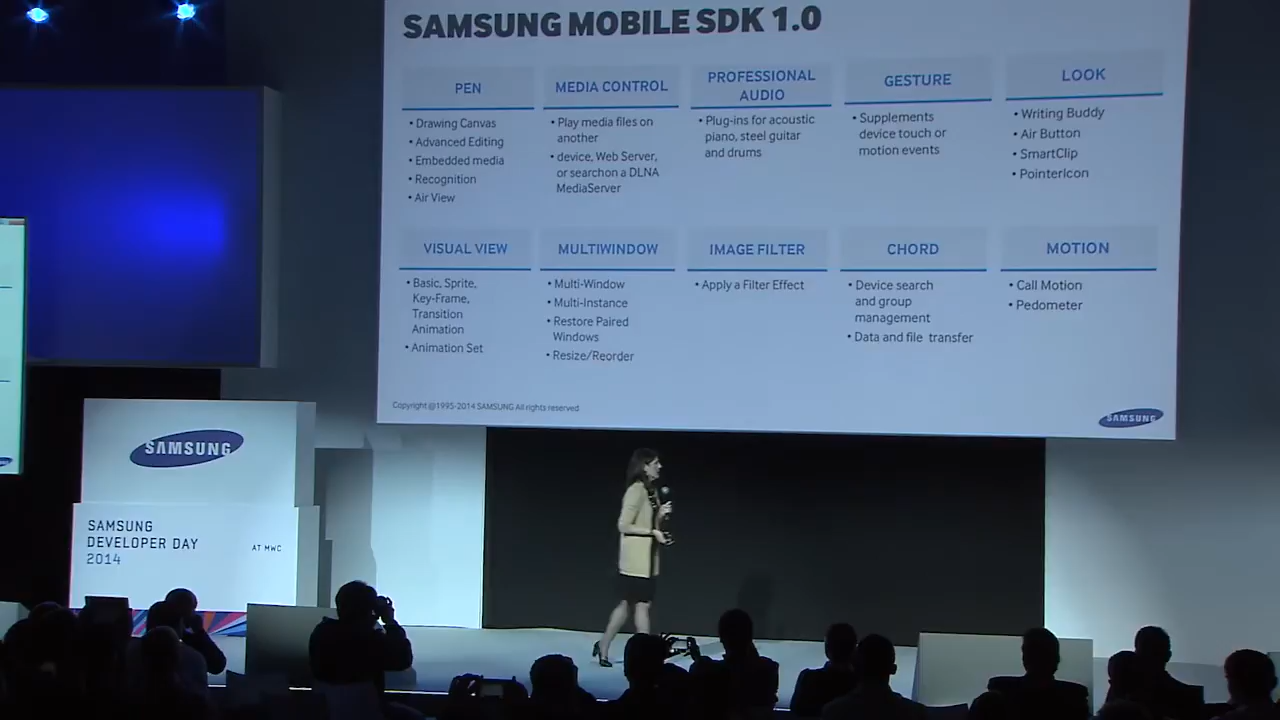 SAMSUNG MOBILE SDK 1.0
PEN
• Drawing Canvas
• Advanced Editing
• Embedded media
• Recognition
• Air View
MEDIA CONTROL
• Play media files on
another
• device, Web Server,
or searchon a DLNA
MediaServer
PROFESSIONAL
AUDIO
• Plug-ins for acoustic
piano, steel guitar
and drums
GESTURE
• Supplements
device touch or
motion events
LOOK
• Writing Buddy
• Air Button
• SmartClip
• PointerIcon
VISUAL VIEW
• Basic, Sprite,
Key-Frame,
Transition
Animation
• Animation Set
MULTIWINDOW
• Multi-Window
• Multi-Instance
• Restore Paired
Windows
• Resize/Reorder
IMAGE FILTER
• Apply a Filter Effect
CHORD
• Device search
and group
management
• Data and file transfer
MOTION
• Call Motion
• Pedometer
Copyright @1995-2014 SAMSUNG All rights reserved
SAMSUNG
SAMSUNG
SAMSUNG
DEVELOPER DAY
2014
AT MWC